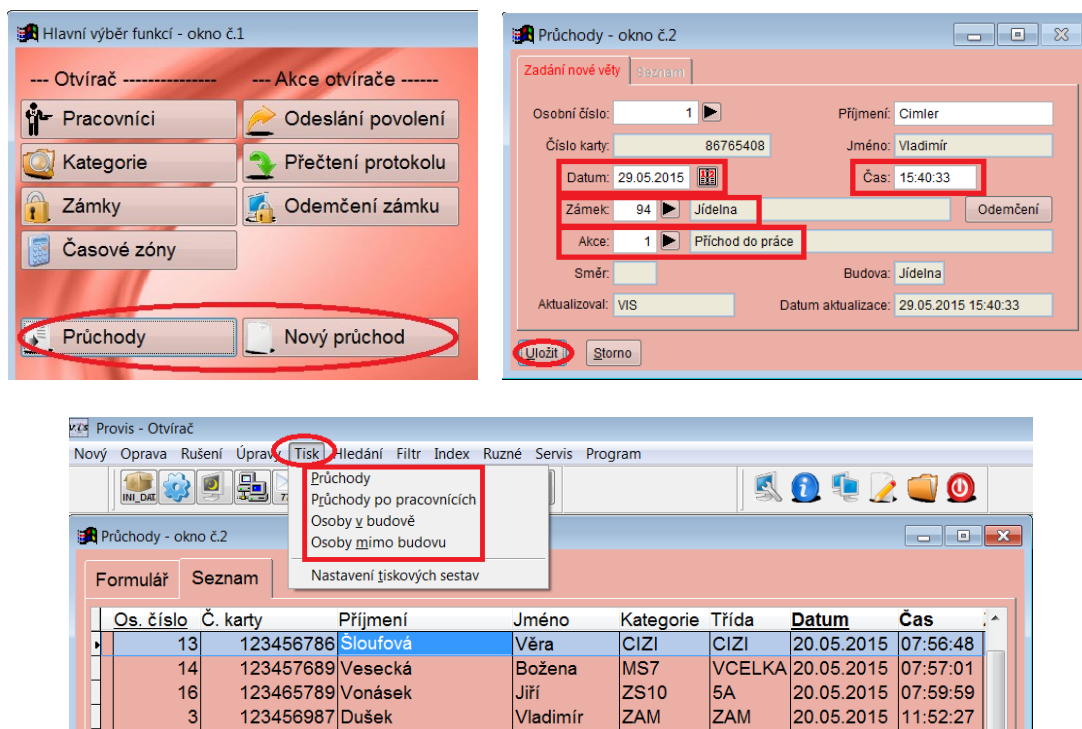 Hlavní výběr funkcí - okno č.1
--- Otvírač --------------- --- Akce otvírače ------
Pracovníci Odeslání povolení
Kategorie Přečtení protokolu
Zámky Odemčení zámku
Časové zóny
Průchody Nový průchod
Průchody - okno č.2
Zadání nové věty Seznam
Osobní číslo: 1 Příjmení: Cimler
Číslo karty: 86765408 Jméno: Vladimír
Datum: 29.05.2015 12 Čas: 15:40:33
Zámek: 94 Jídelna Odemčení
Akce: 1 Příchod do práce
Směr: Budova: Jídelna
Aktualizoval: VIS Datum aktualizace: 29.05.2015 15:40:33
Uložit Storno
vis Provis - Otvírač
Nový Oprava Rušení Úpravy Tisk Hledání Filtr Index Ruzné Servis Program
INI_DAT
Průchody
Průchody po pracovnících
Osoby v budově
Osoby mimo budovu
Nastavení tiskových sestav
Průchody - okno č.2
Formulář Seznam
Os. číslo Č. karty Příjmení Jméno Kategorie Třída Datum Čas
13 123456786 Šloufová Věra CIZI CIZI 20.05.2015 07:56:48
14 123457689 Vesecká Božena MS7 VCELKA 20.05.2015 07:57:01
16 123465789 Vonásek Jiří ZS10 5A 20.05.2015 07:59:59
3 123456987 Dušek Vladimír ZAM ZAM 20.05.2015 11:52:27